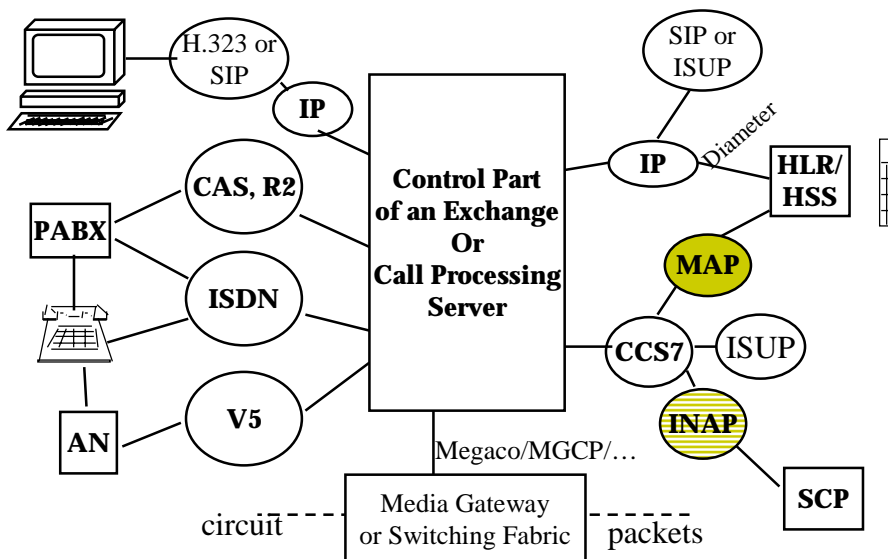 H.323 or
SIP
IP
SIP or
ISUP
Diameter
IP
HLR/
HSS
CAS, R2
PABX
Control Part
of an Exchange
Or
Call Processing
Server
MAP
ISDN
CCS7
ISUP
AN
V5
INAP
Megaco/MGCP/…
SCP
circuit
Media Gateway
or Switching Fabric
packets